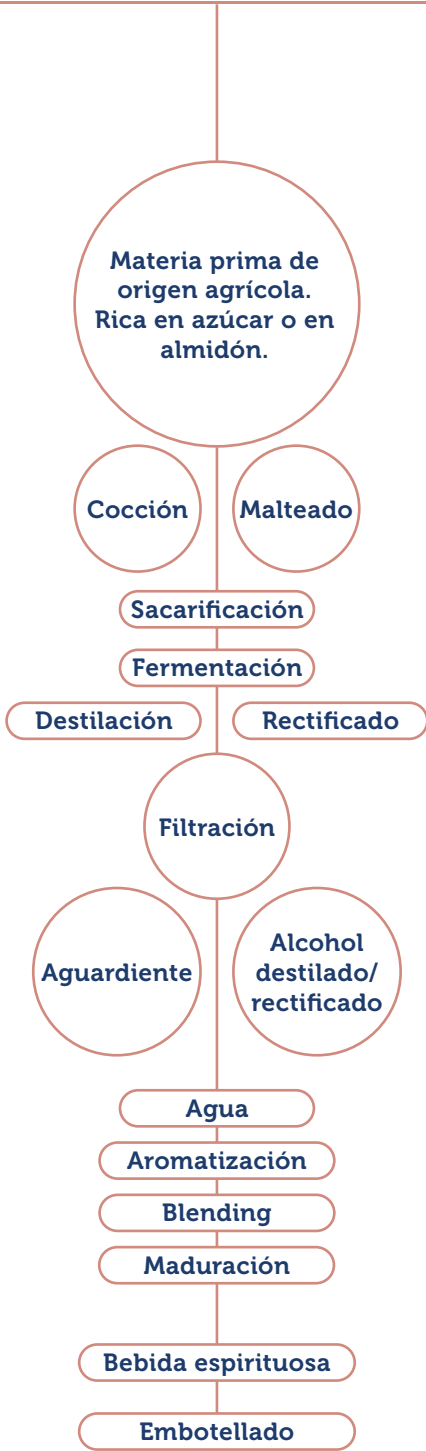 Materia prima de
origen agrícola.
Rica en azúcar o en
almidón.
Cocción
Malteado
Sacarificación
Fermentación
Destilación
Rectificado
Filtración
Aguardiente
Alcohol
destilado/
rectificado
Agua
Aromatización
Blending
Maduración
Bebida espirituosa
Embotellado